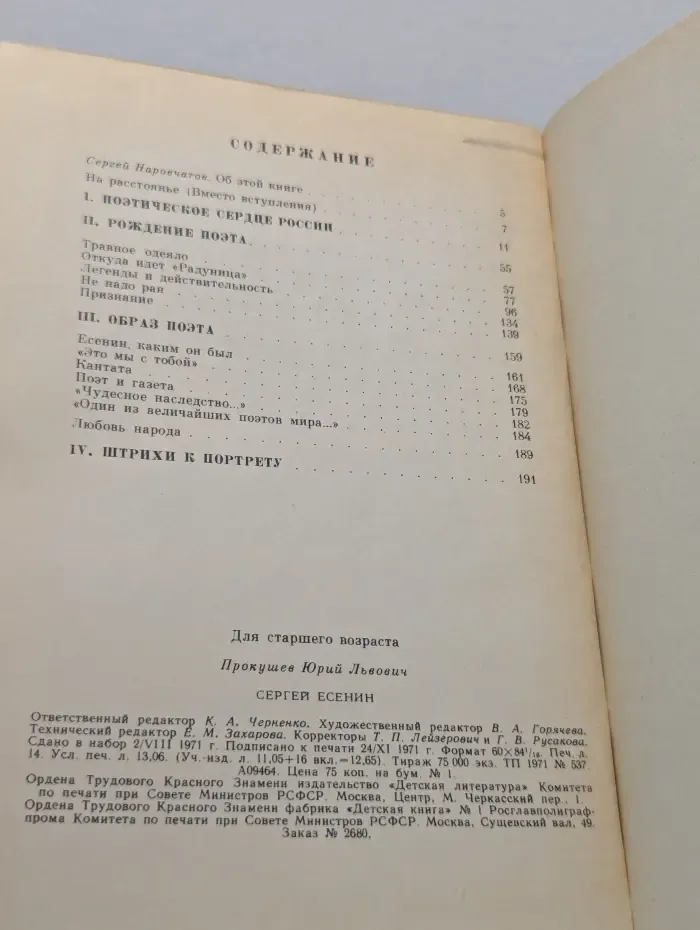 СОДЕРЖАНИЕ
Сергей Наровчатов. Об этой книге . . . 5
На расстоянье (Вместо вступления) . . . 7
I. ПОЭТИЧЕСКОЕ СЕРДЦЕ РОССИИ . . . 11
II. РОЖДЕНИЕ ПОЭТА . . . 55
Травное одеяло . . . 57
Откуда идет «Радуница» . . . 77
Легенды и действительность . . . 96
Не надо ран . . . 134
Признание . . . 139
III. ОБРАЗ ПОЭТА . . . 159
Есенин, каким он был . . . 161
«Это мы с тобой» . . . 168
Кантата . . . 175
Поэт и газета . . . 179
«Чудесное наследство...» . . . 182
«Один из величайших поэтов мира...» . . . 184
Любовь народа . . . 189
IV. ШТРИХИ К ПОРТРЕТУ . . . 191
Для старшего возраста
Прокушев Юрий Львович
СЕРГЕЙ ЕСЕНИН
Ответственный редактор К. А. Черненко. Художественный редактор В. А. Горячева.
Технический редактор Е. М. Захарова. Корректоры Т. П. Лейзерович и Г. В. Русакова.
Сдано в набор 2/VIII 1971 г. Подписано к печати 24/XI 1971 г. Формат 60×84¹/₁₆. Печ. л.
14. Усл. печ. л. 13,06. (Уч.-изд. л. 11,05+16 вкл.=12,65). Тираж 75 000 экз. ТП 1971 № 537.
А09464. Цена 75 коп. на бум. № 1.
Ордена Трудового Красного Знамени издательство «Детская литература» Комитета
по печати при Совете Министров РСФСР. Москва, Центр, М. Черкасский пер., 1.
Ордена Трудового Красного Знамени фабрика «Детская книга» № 1 Росглавполиграф-
прома Комитета по печати при Совете Министров РСФСР. Москва, Сущевский вал, 49.
Заказ № 2680.